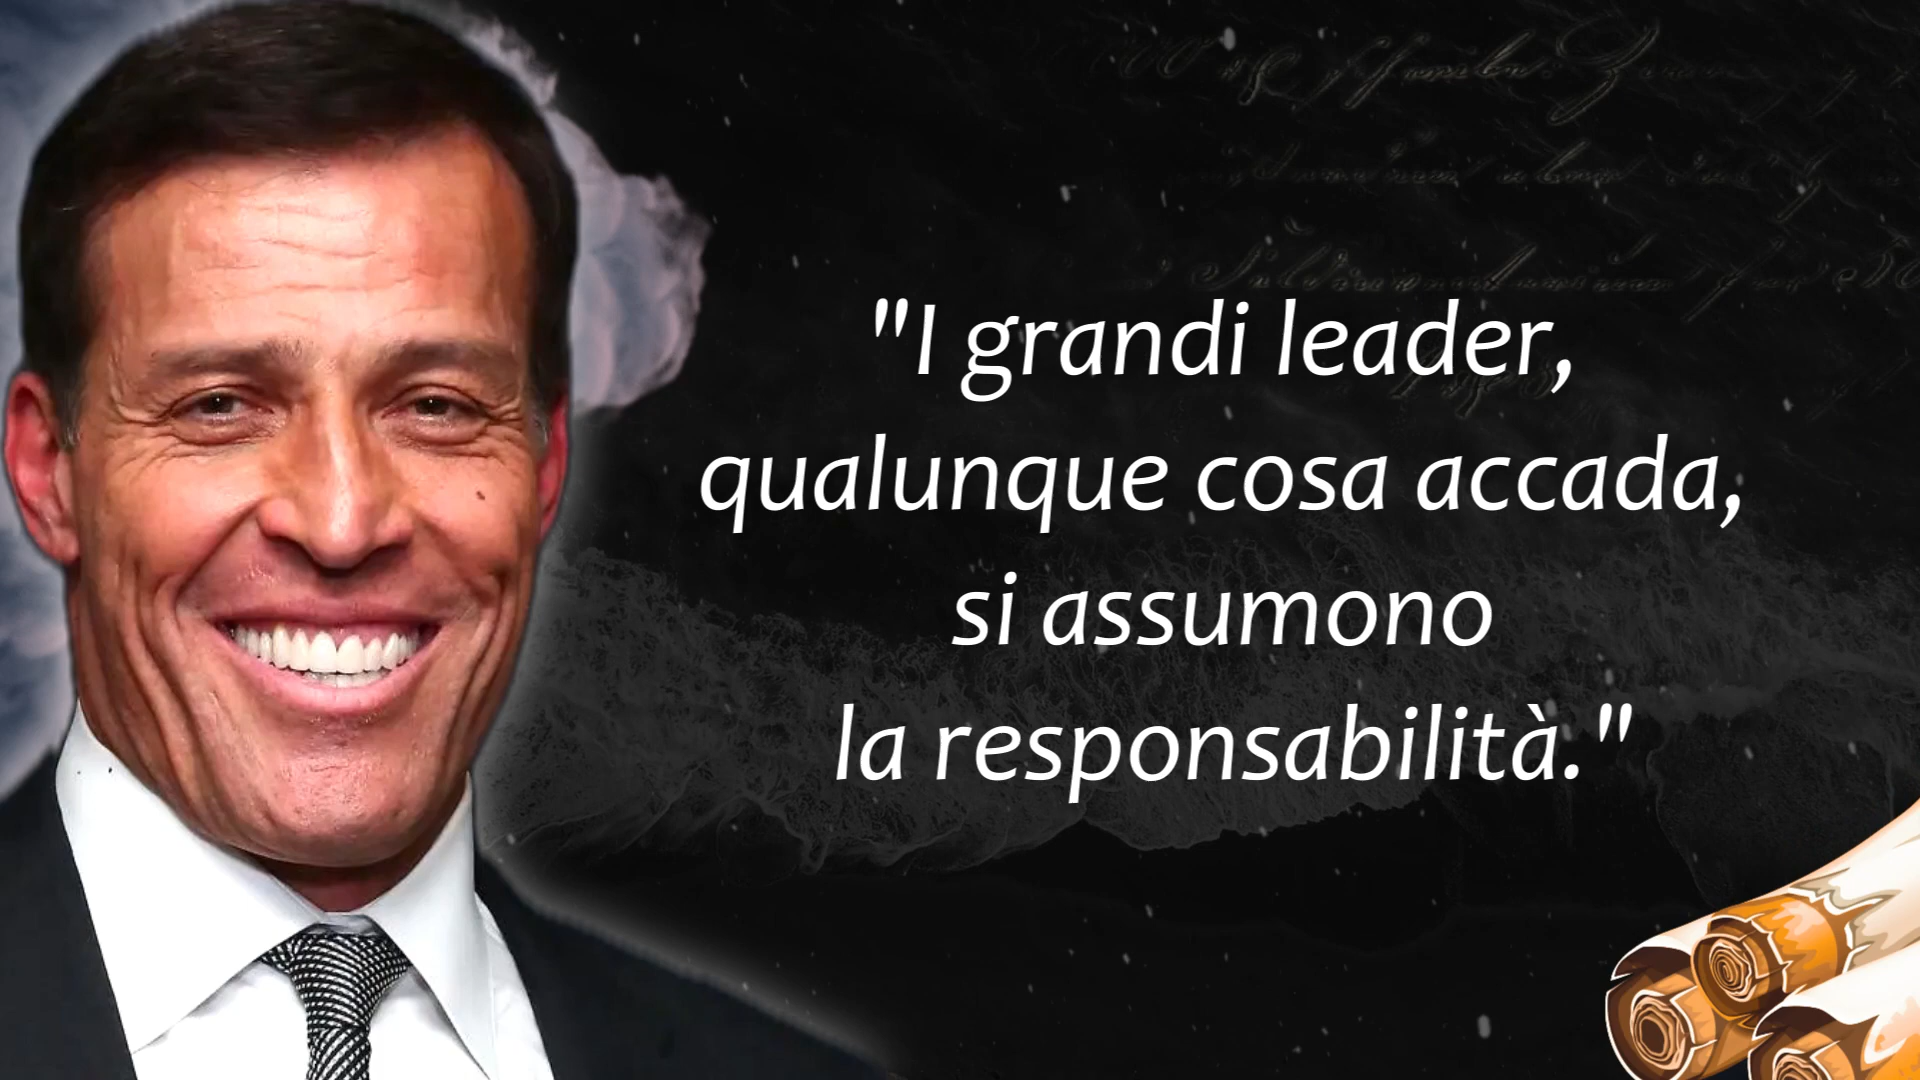 "I grandi leader,
qualunque cosa accada,
si assumono
la responsabilità."